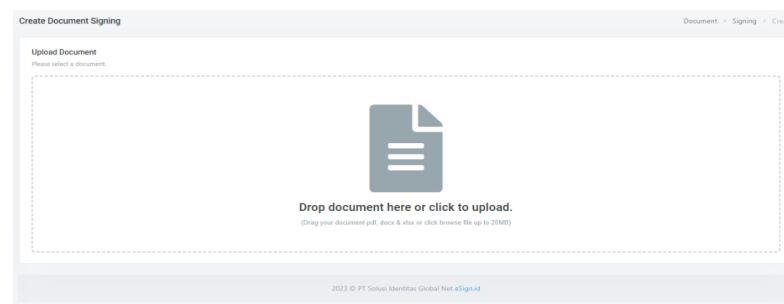 Create Document Signing
Document > Signing > Cre
Upload Document
Please select a document.
Drop document here or click to upload.
(Drag your document pdf, docx & xlsx or click browse file up to 20MB)
2023 © PT Solusi Identitas Global Net eSign.id